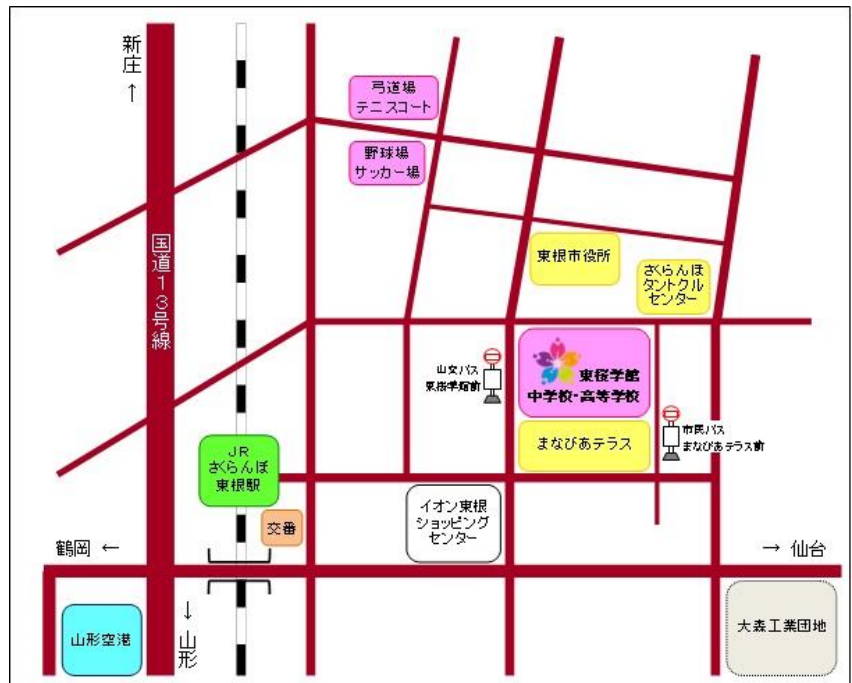 新庄
↑
弓道場
テニスコート
野球場
サッカー場
国道13号線
東根市役所
さくらんぼ
タントクル
センター
山交バス
東桜学館前
東桜学館
中学校・高等学校
市民バス
まなびあテラス前
まなびあテラス
JR
さくらんぼ
東根駅
交番
イオン東根
ショッピング
センター
鶴岡 ←
→ 仙台
山形空港
↓
山形
大森工業団地